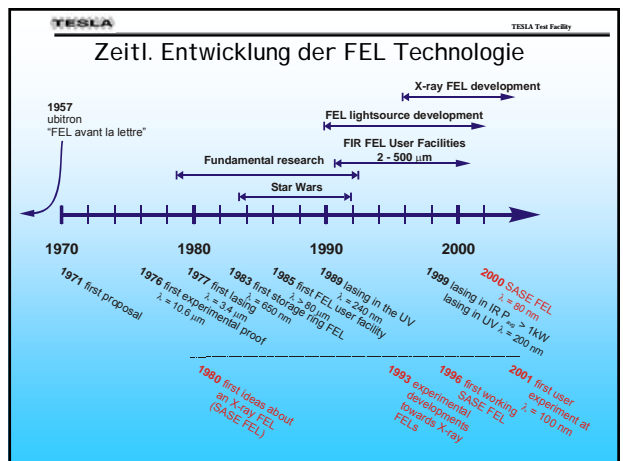 TESLA
TESLA Test Facility
Zeitl. Entwicklung der FEL Technologie
X-ray FEL development
1957
ubitron
"FEL avant la lettre"
FEL lightsource development
FIR FEL User Facilities
2 - 500 µm
Fundamental research
Star Wars
1970
1980
1990
2000
1971 first proposal
1976 first experimental proof
λ = 10.6 µm
1977 first lasing
λ = 3.4 µm
1983 first storage ring FEL
λ = 650 nm
1985 first FEL user facility
λ > 80 µm
1989 lasing in the UV
λ = 240 nm
1999 lasing in IR P avg > 1kW
lasing in UV λ = 200 nm
2000 SASE FEL
λ = 80 nm
1980 first ideas about
an X-ray FEL
(SASE FEL)
1993 experimental
developments
towards X-ray
FELs
1996 first working
SASE FEL
2001 first user
experiment at
λ = 100 nm